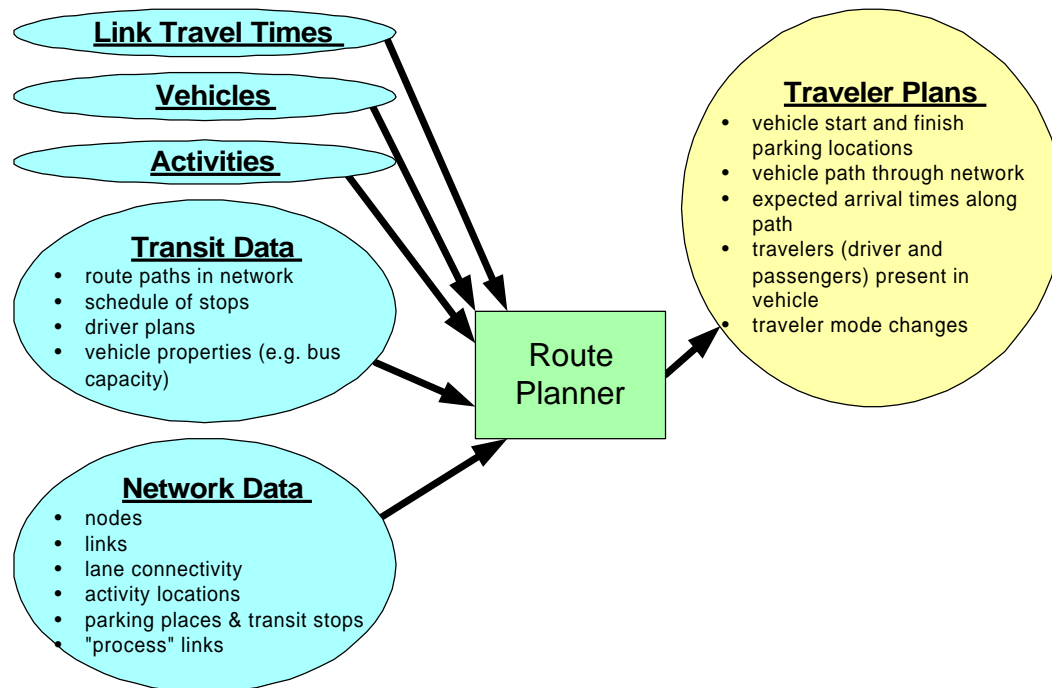 Link Travel Times
Vehicles
Activities
Transit Data
• route paths in network
• schedule of stops
• driver plans
• vehicle properties (e.g. bus
capacity)
Network Data
• nodes
• links
• lane connectivity
• activity locations
• parking places & transit stops
• "process" links
Route
Planner
Traveler Plans
• vehicle start and finish
parking locations
• vehicle path through network
• expected arrival times along
path
• travelers (driver and
passengers) present in
vehicle
• traveler mode changes